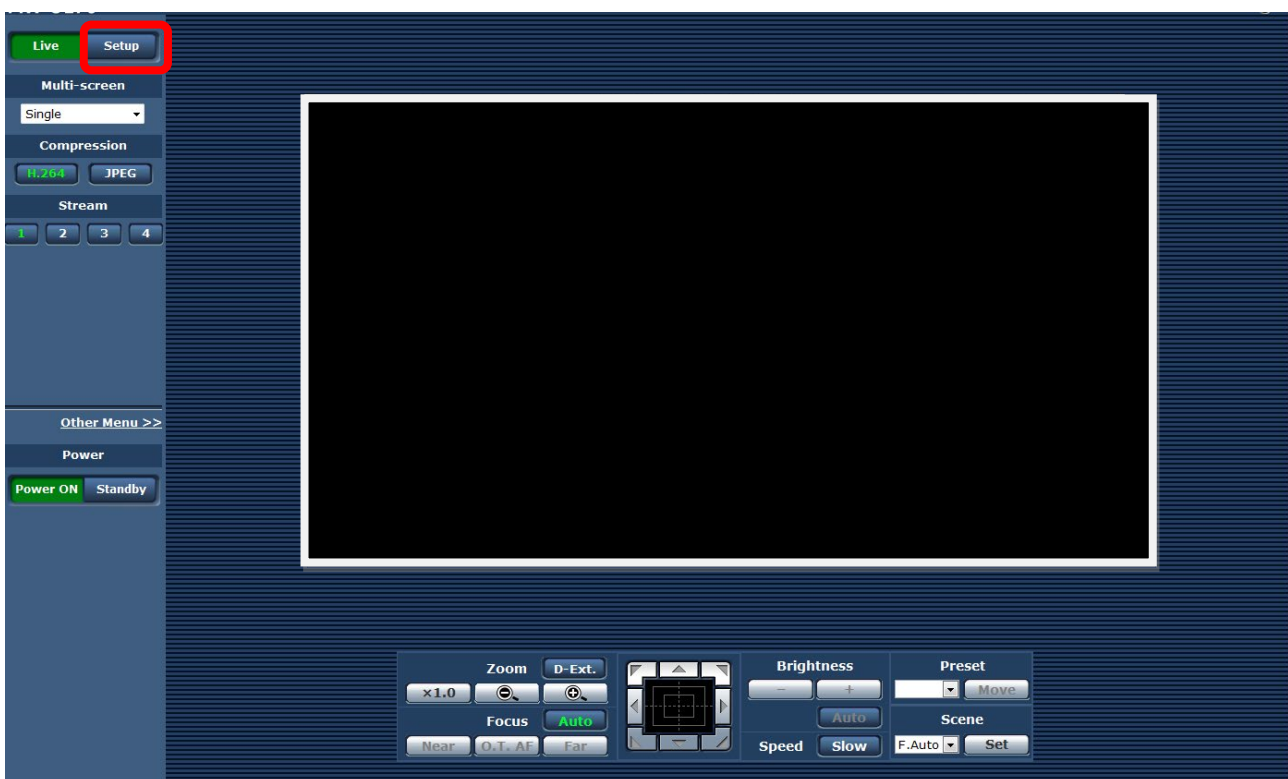 Live Setup
Multi-screen
Single
Compression
H.264 JPEG
Stream
1 2 3 4
Other Menu >>
Power
Power ON Standby
Zoom D-Ext.
×1.0
Focus Auto
Near O.T. AF Far
Brightness
- +
Auto
Speed Slow
Preset
Move
Scene
F.Auto Set